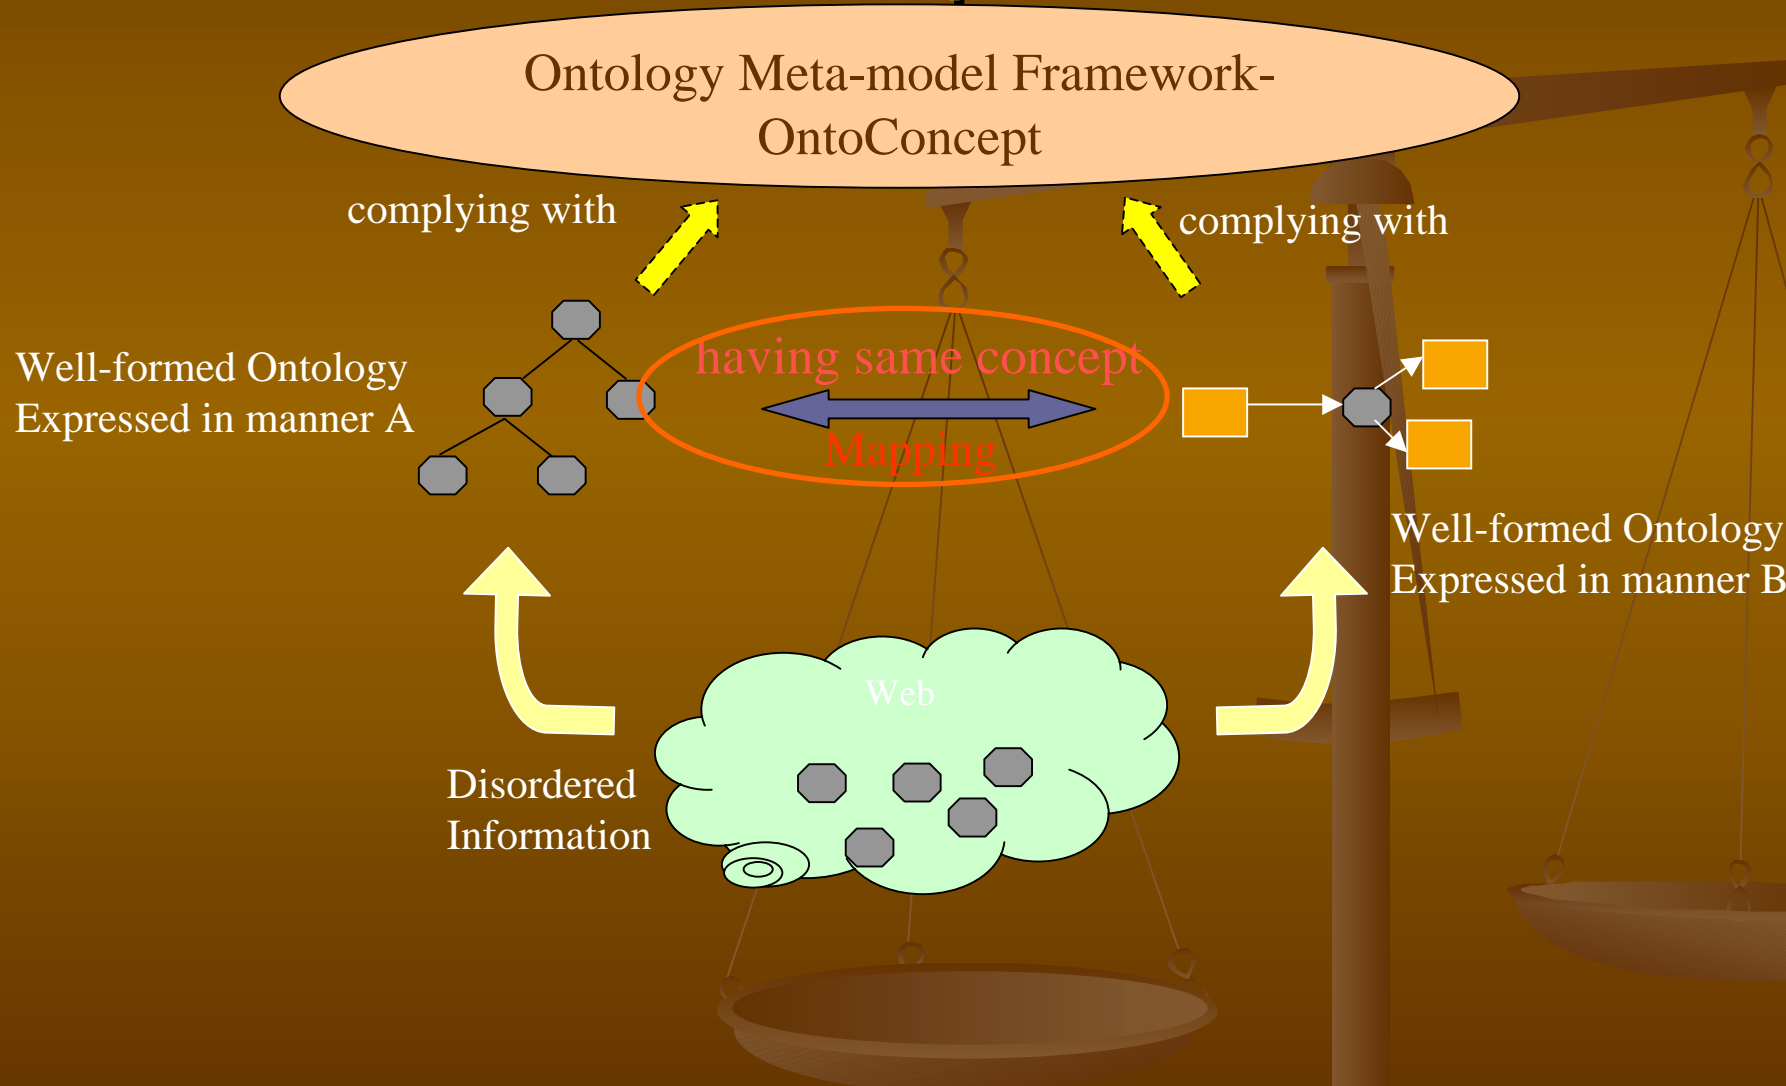 Ontology Meta-model Framework-
OntoConcept
complying with
complying with
having same concept
Well-formed Ontology
Expressed in manner A
Mapping
Well-formed Ontology
Expressed in manner B
Web
Disordered
Information